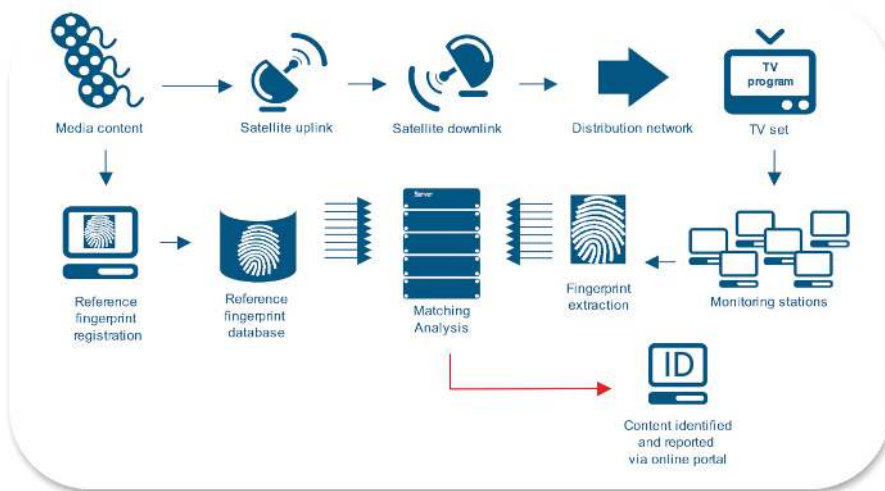 TV
program
Media content
Satellite uplink
Satellite downlink
Distribution network
TV set
Reference
fingerprint
registration
Reference
fingerprint
database
Matching
Analysis
Fingerprint
extraction
Monitoring stations
ID
Content identified
and reported
via online portal